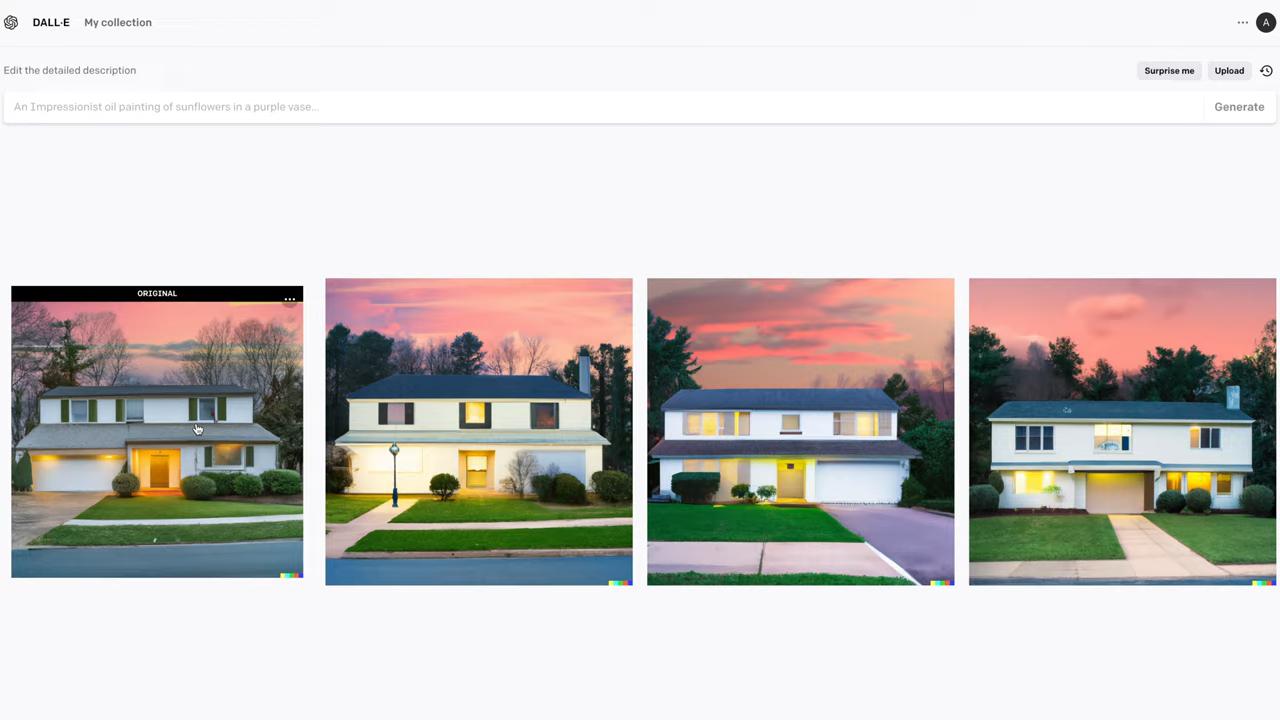 DALL·E My collection ··· A
Edit the detailed description Surprise me Upload
An Impressionist oil painting of sunflowers in a purple vase... Generate
ORIGINAL